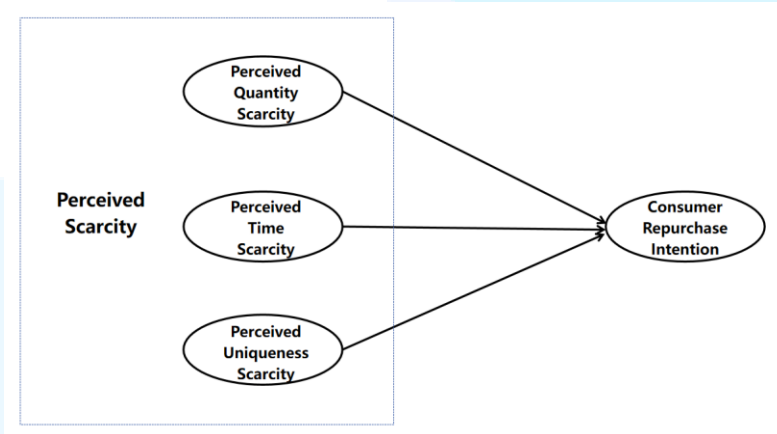 Perceived
Quantity
Scarcity
Perceived
Scarcity
Perceived
Time
Scarcity
Consumer
Repurchase
Intention
Perceived
Uniqueness
Scarcity